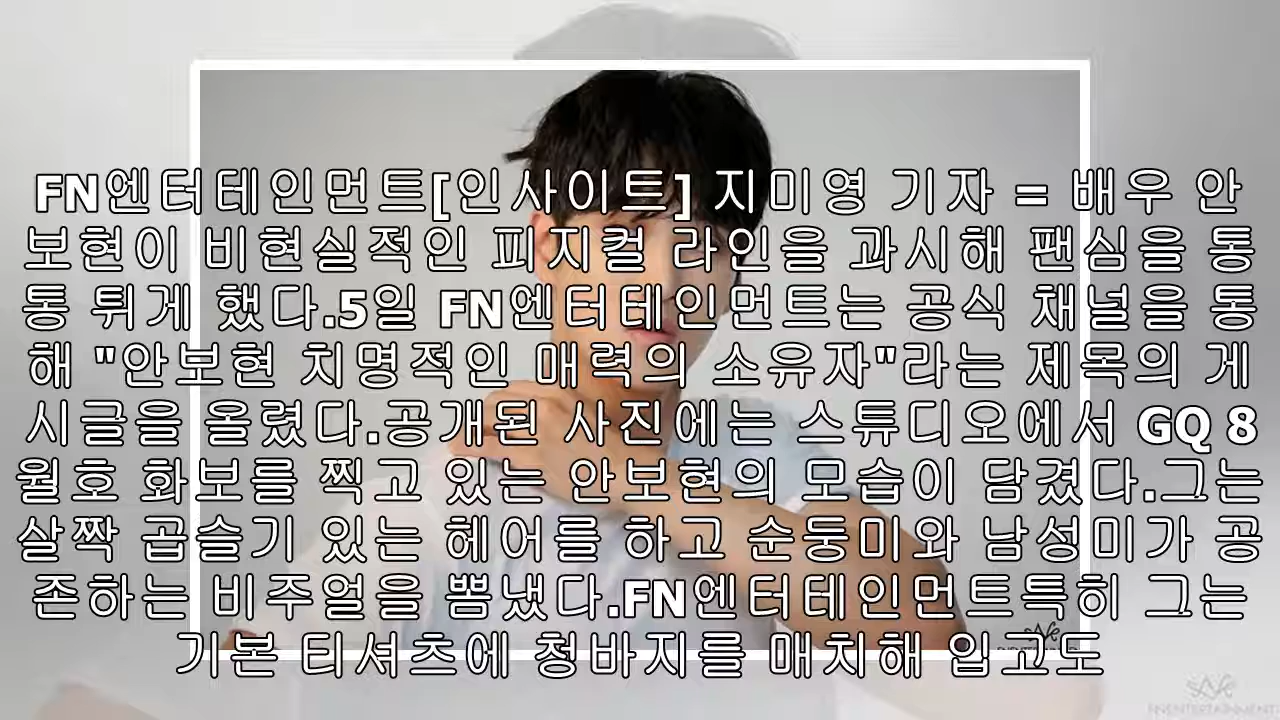 FN엔터테인먼트[인사이트] 지미영 기자 = 배우 안
보현이 비현실적인 피지컬 라인을 과시해 팬심을 통
통 튀게 했다.5일 FN엔터테인먼트는 공식 채널을 통
해 "안보현 치명적인 매력의 소유자"라는 제목의 게
시글을 올렸다.공개된 사진에는 스튜디오에서 GQ 8
월호 화보를 찍고 있는 안보현의 모습이 담겼다.그는
살짝 곱슬기 있는 헤어를 하고 순둥미와 남성미가 공
존하는 비주얼을 뽐냈다.FN엔터테인먼트특히 그는
기본 티셔츠에 청바지를 매치해 입고도